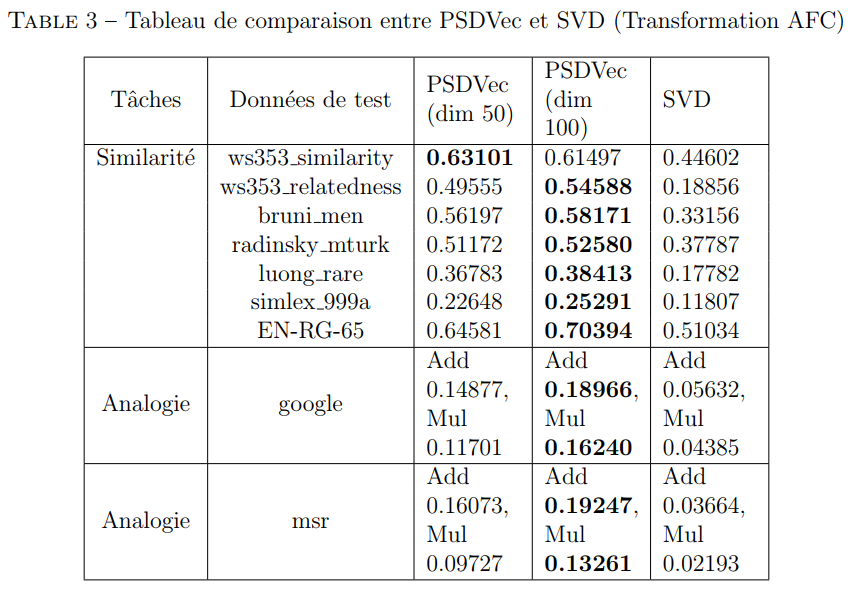 TABLE 3 – Tableau de comparaison entre PSDVec et SVD (Transformation AFC)
Tâches Données de test PSDVec (dim 50) PSDVec (dim 100) SVD
Similarité ws353_similarity 0.63101 0.61497 0.44602
ws353_relatedness 0.49555 0.54588 0.18856
bruni_men 0.56197 0.58171 0.33156
radinsky_mturk 0.51172 0.52580 0.37787
luong_rare 0.36783 0.38413 0.17782
simlex_999a 0.22648 0.25291 0.11807
EN-RG-65 0.64581 0.70394 0.51034
Analogie google Add 0.14877, Mul 0.11701 Add 0.18966, Mul 0.16240 Add 0.05632, Mul 0.04385
Analogie msr Add 0.16073, Mul 0.09727 Add 0.19247, Mul 0.13261 Add 0.03664, Mul 0.02193